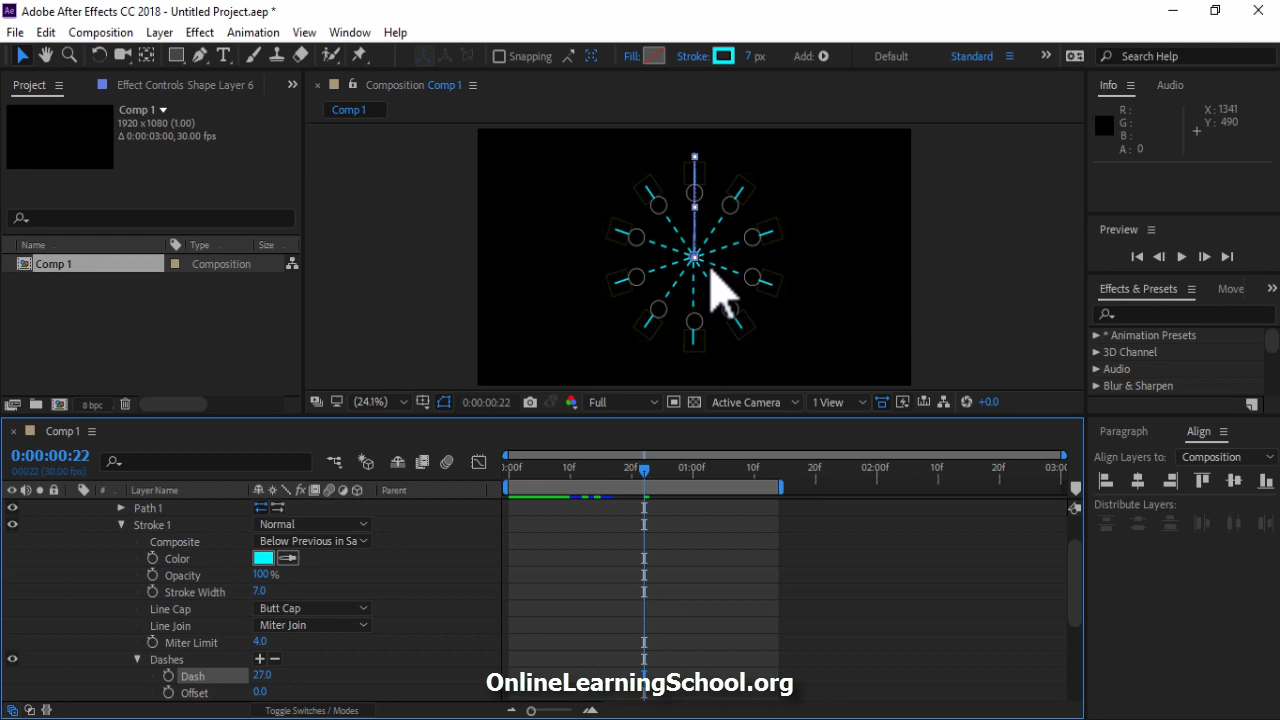 Adobe After Effects CC 2018 - Untitled Project.aep *
File Edit Composition Layer Effect Animation View Window Help
Snapping Fill: Stroke: 7 px Add: Default Standard Search Help
Project Effect Controls Shape Layer 6 Composition Comp 1 Info Audio
Comp 1
1920 x 1080 (1.00)
Δ 0:00:03:00, 30.00 fps
Comp 1
R:
G:
B:
A: 0
X: 1341
Y: 490
Preview
Name Type Size
Comp 1 Composition
Effects & Presets Move
* Animation Presets
3D Channel
Audio
Blur & Sharpen
8 bpc
(24.1%) 0:00:00:22 Full Active Camera 1 View +0.0
Comp 1
Paragraph Align
0:00:00:22
00022 (30.00 fps)
:00f 10f 20f 01:00f 10f 20f 02:00f 10f 20f 03:00
Align Layers to: Composition
# Layer Name Parent
Distribute Layers:
Path 1
Stroke 1 Normal
Composite Below Previous in Sa
Color
Opacity 100 %
Stroke Width 7.0
Line Cap Butt Cap
Line Join Miter Join
Miter Limit 4.0
Dashes + −
Dash 27.0
Offset 0.0
OnlineLearningSchool.org
Toggle Switches / Modes